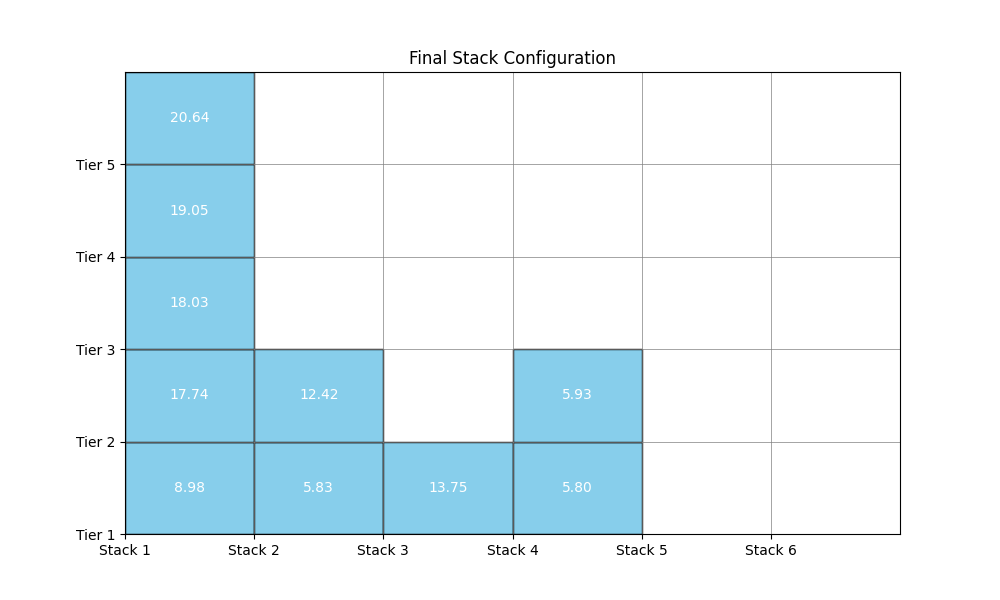 Final Stack Configuration
20.64
Tier 5
19.05
Tier 4
18.03
Tier 3
17.74 12.42 5.93
Tier 2
8.98 5.83 13.75 5.80
Tier 1
Stack 1 Stack 2 Stack 3 Stack 4 Stack 5 Stack 6